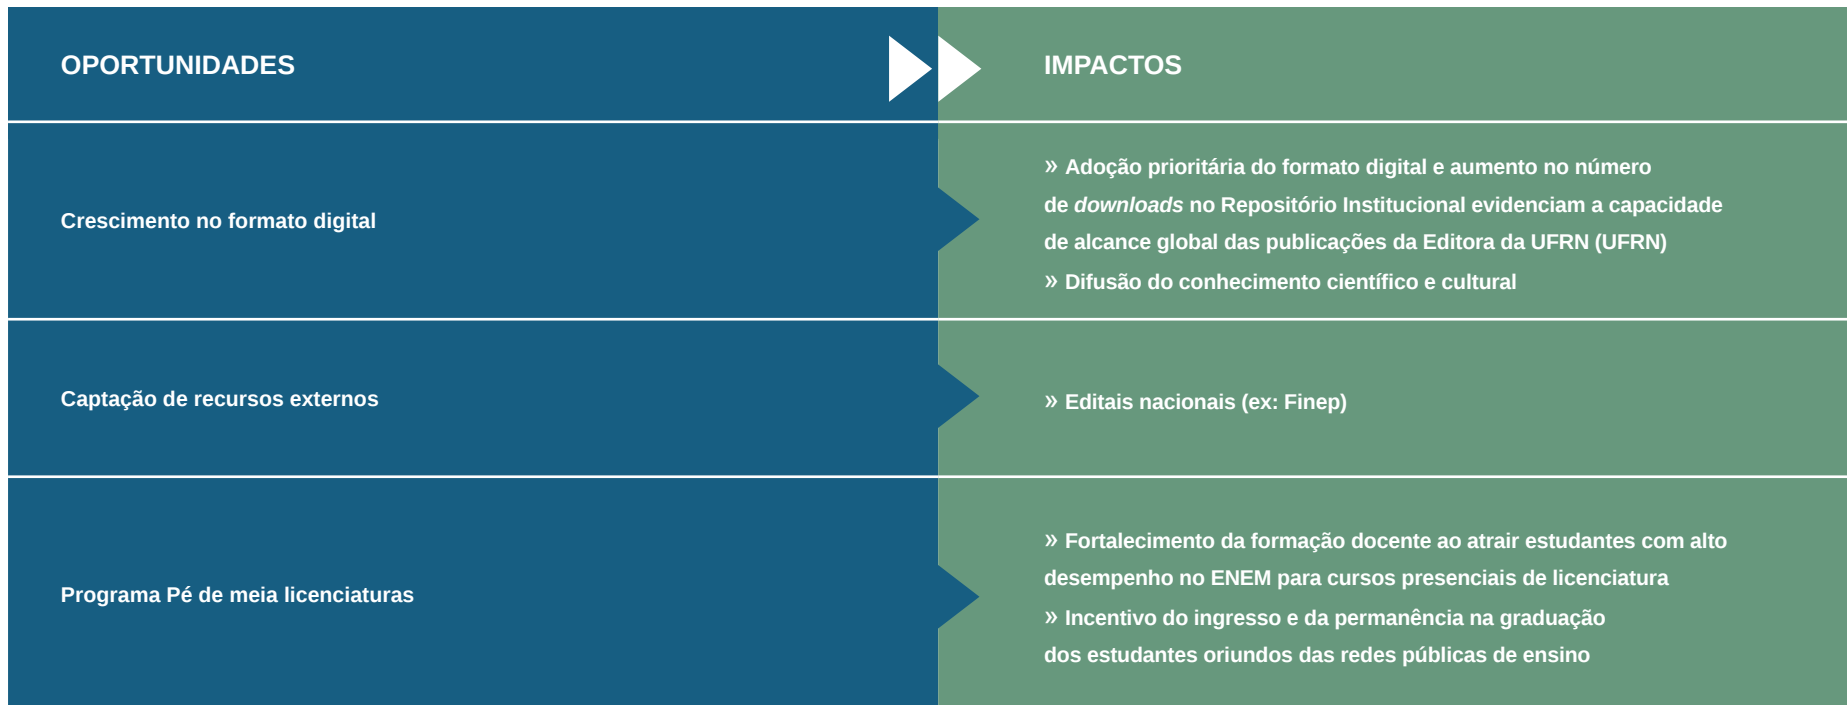 OPORTUNIDADES
IMPACTOS
Crescimento no formato digital
» Adoção prioritária do formato digital e aumento no número
de downloads no Repositório Institucional evidenciam a capacidade
de alcance global das publicações da Editora da UFRN (UFRN)
» Difusão do conhecimento científico e cultural
Captação de recursos externos
» Editais nacionais (ex: Finep)
Programa Pé de meia licenciaturas
» Fortalecimento da formação docente ao atrair estudantes com alto
desempenho no ENEM para cursos presenciais de licenciatura
» Incentivo do ingresso e da permanência na graduação
dos estudantes oriundos das redes públicas de ensino